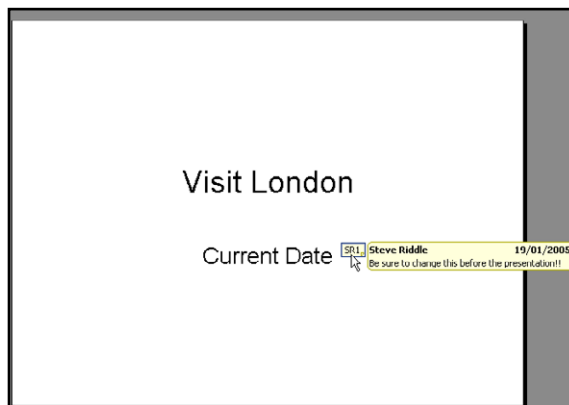 Visit London
Current Date SR1 Steve Riddle 19/01/2005
Be sure to change this before the presentation!!